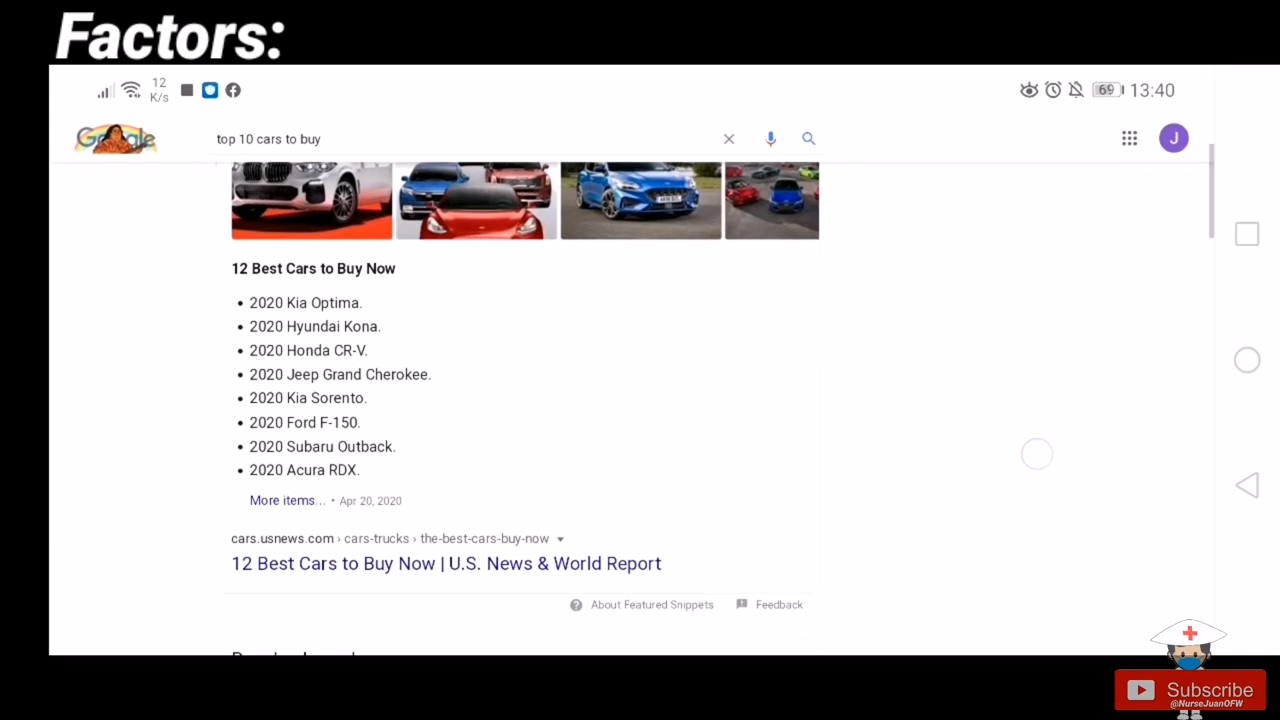 Factors:
12
K/s
69
13:40
Google
top 10 cars to buy
J
12 Best Cars to Buy Now
• 2020 Kia Optima.
• 2020 Hyundai Kona.
• 2020 Honda CR-V.
• 2020 Jeep Grand Cherokee.
• 2020 Kia Sorento.
• 2020 Ford F-150.
• 2020 Subaru Outback.
• 2020 Acura RDX.
More items... • Apr 20, 2020
cars.usnews.com › cars-trucks › the-best-cars-buy-now
12 Best Cars to Buy Now | U.S. News & World Report
About Featured Snippets
Feedback
Subscribe
@NurseJuanOFW